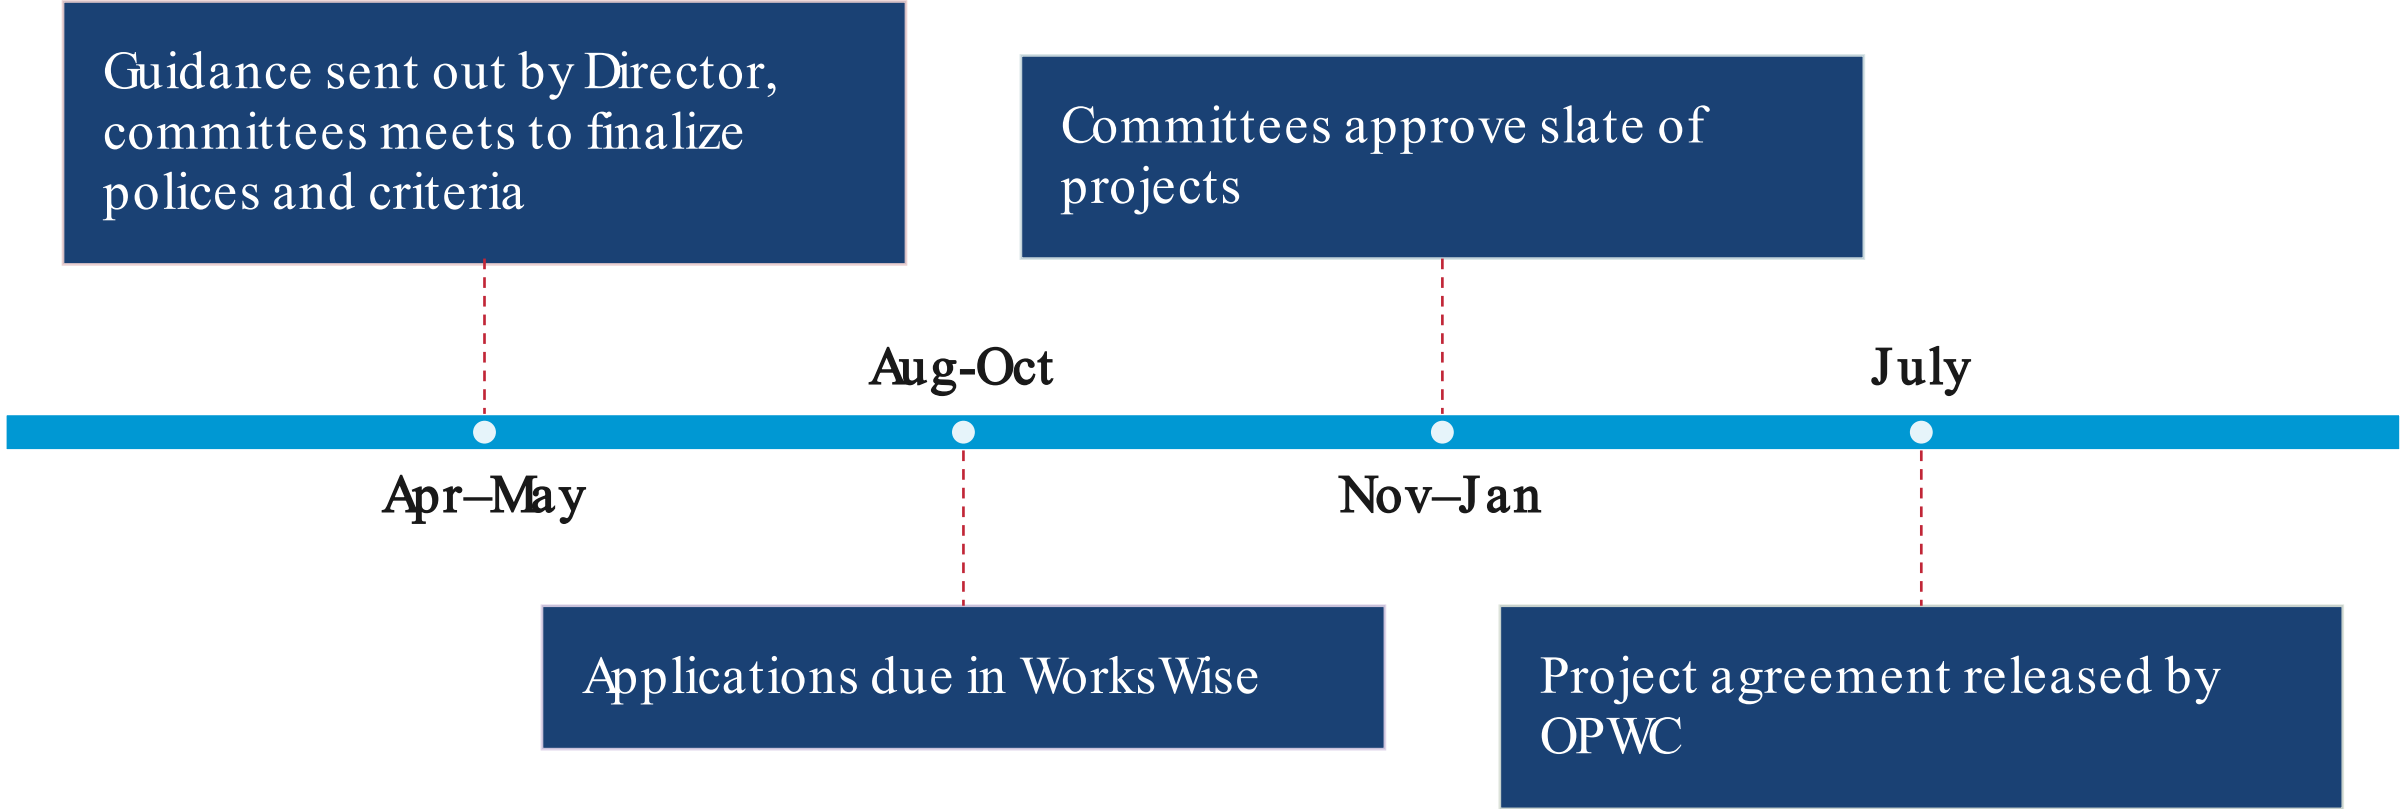 Guidance sent out by Director,
committees meets to finalize
polices and criteria
Committees approve slate of
projects
Aug-Oct
July
Apr–May
Nov–Jan
Applications due in WorksWise
Project agreement released by
OPWC